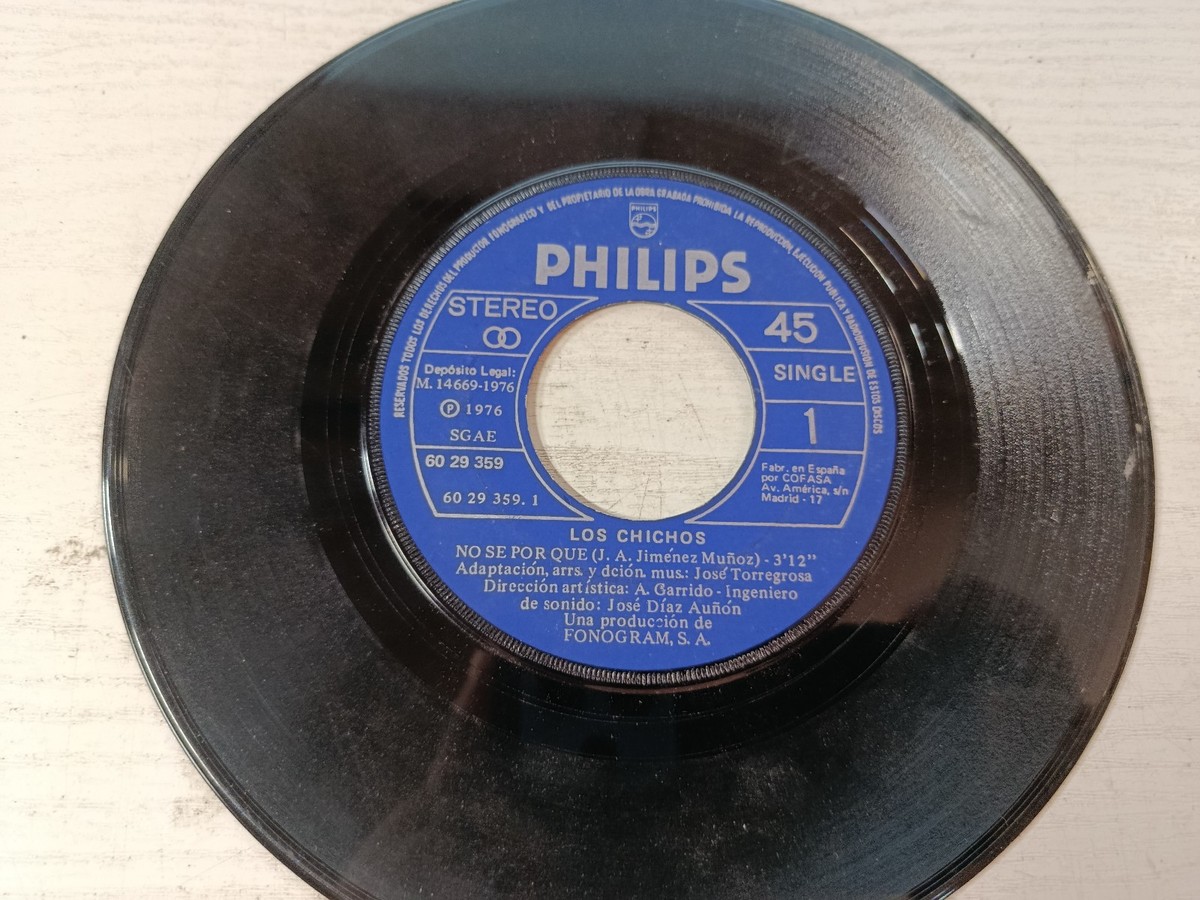 RESERVADOS TODOS LOS DERECHOS DEL PRODUCTOR FONOGRAFICO Y DEL PROPIETARIO DE LA OBRA GRABADA PROHIBIDA LA REPRODUCCION, EJECUCION PUBLICA Y RADIODIFUSION DE ESTOS DISCOS
PHILIPS
PHILIPS
STEREO
Depósito Legal:
M. 14669-1976
℗ 1976
SGAE
60 29 359
60 29 359. 1
45
SINGLE
1
Fabr. en España
por COFASA
Av. América, s/n
Madrid - 17
LOS CHICHOS
NO SE POR QUE (J. A. Jiménez Muñoz) - 3'12"
Adaptación, arrs. y dción. mus.: José Torregrosa
Dirección artística: A. Garrido - Ingeniero
de sonido: José Díaz Auñón
Una producción de
FONOGRAM, S. A.